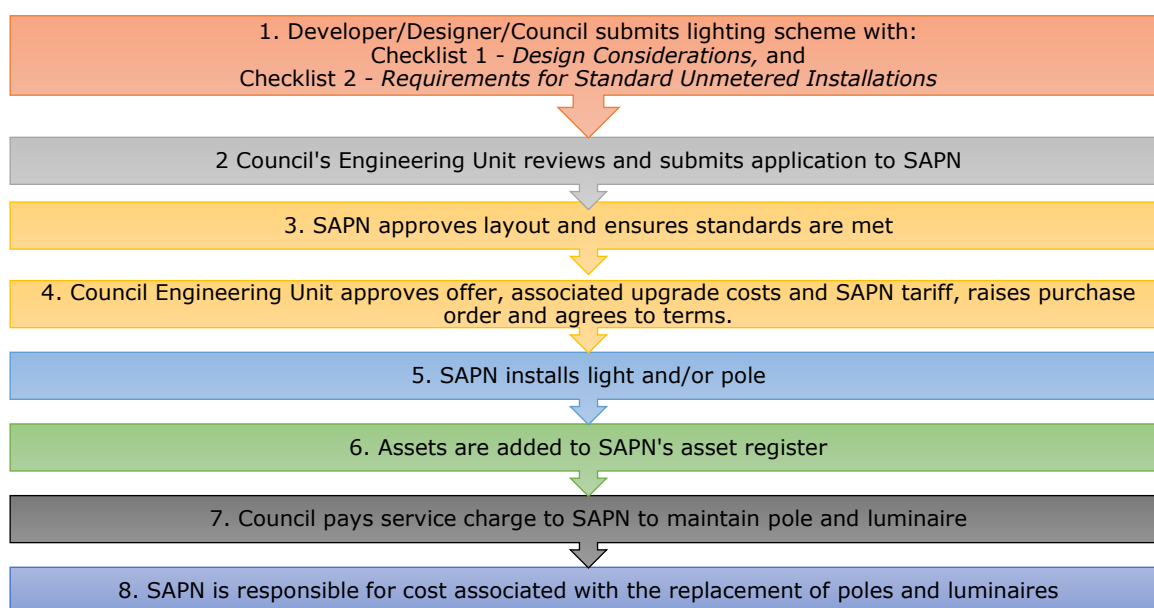 1. Developer/Designer/Council submits lighting scheme with:
Checklist 1 - Design Considerations, and
Checklist 2 - Requirements for Standard Unmetered Installations
2 Council's Engineering Unit reviews and submits application to SAPN
3. SAPN approves layout and ensures standards are met
4. Council Engineering Unit approves offer, associated upgrade costs and SAPN tariff, raises purchase
order and agrees to terms.
5. SAPN installs light and/or pole
6. Assets are added to SAPN's asset register
7. Council pays service charge to SAPN to maintain pole and luminaire
8. SAPN is responsible for cost associated with the replacement of poles and luminaires